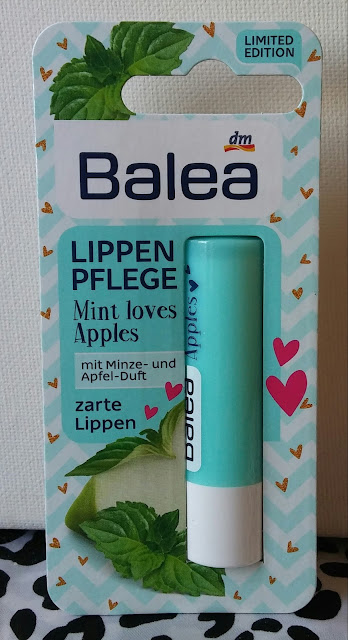 LIMITED
EDITION
dm
Balea
LIPPEN
PFLEGE
Mint loves
Apples
mit Minze- und
Apfel-Duft
zarte
Lippen
Apples
Balea